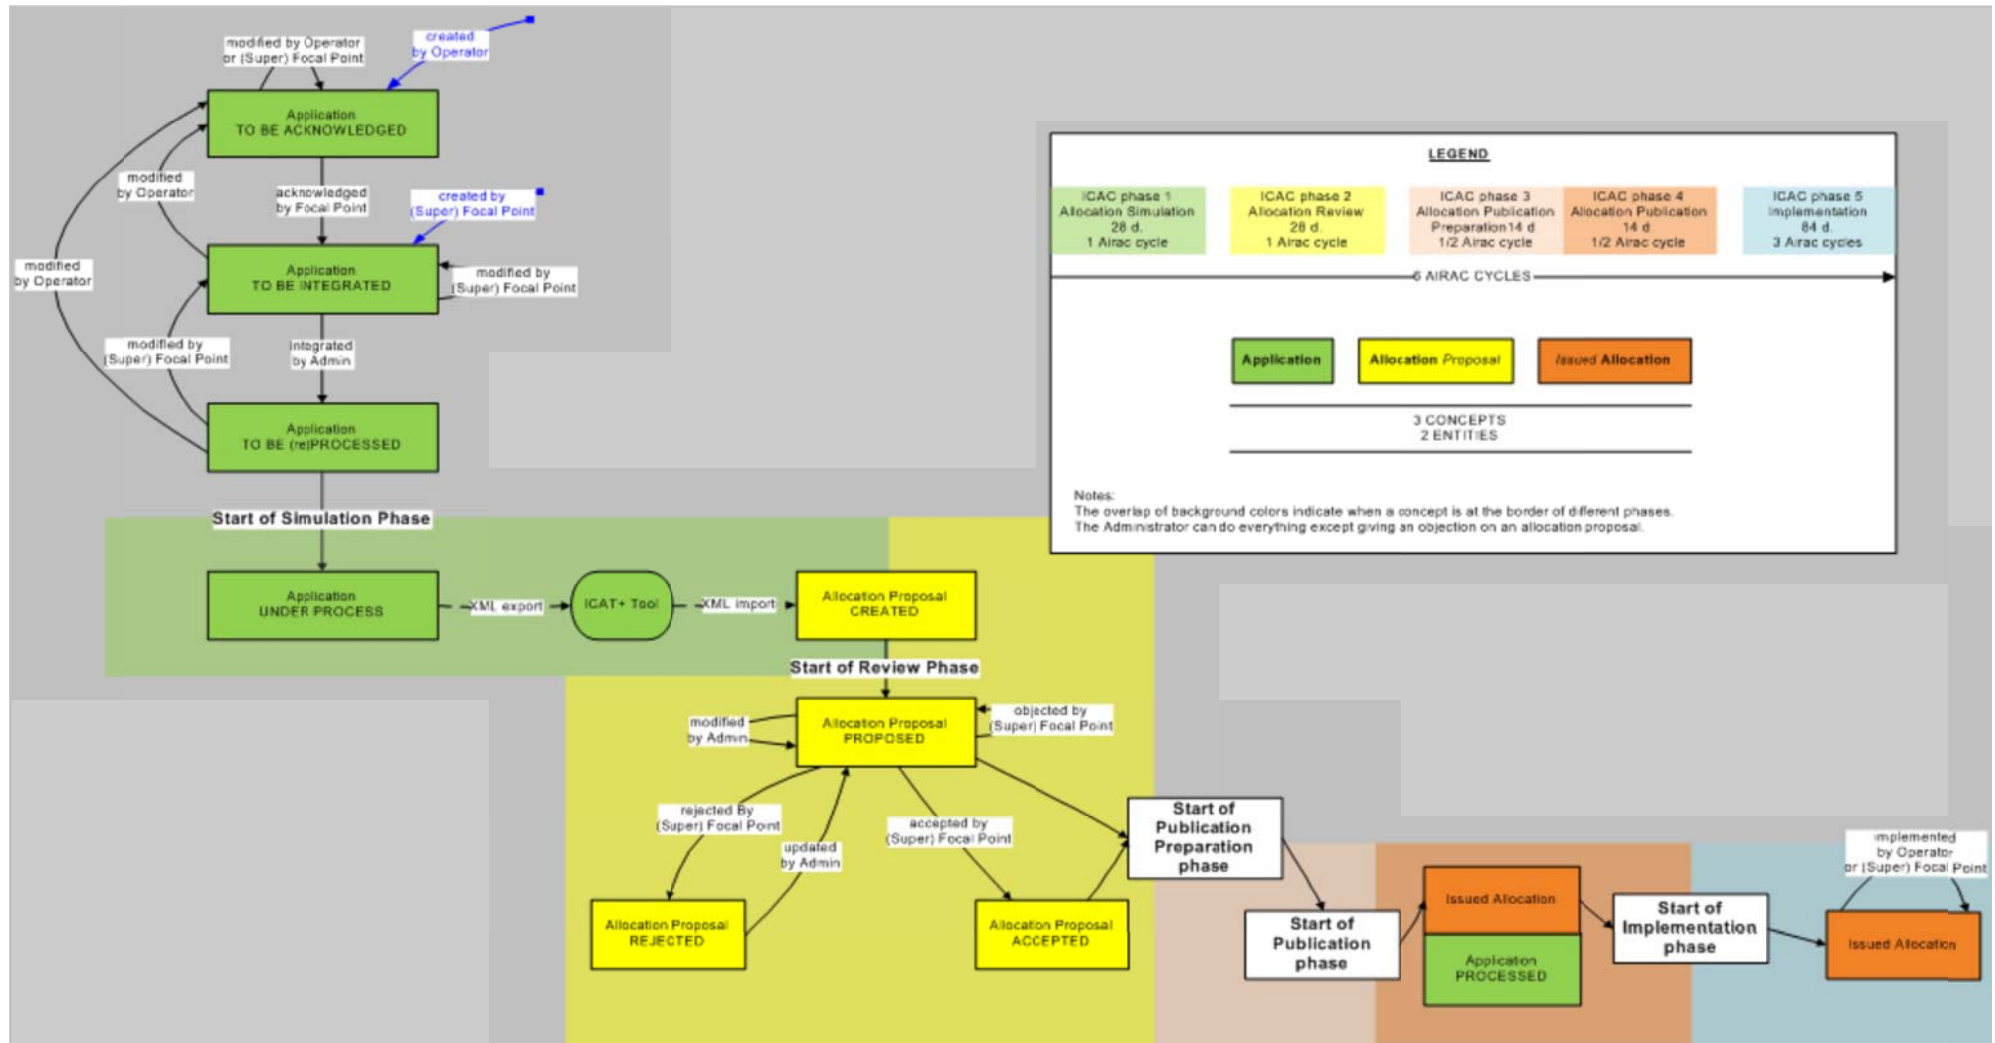 modified by Operator
or (Super) Focal Point
created
by Operator
Application
TO BE ACKNOWLEDGED
modified
by Operator
acknowledged
by Focal Point
created by
(Super) Focal Point
modified
by Operator
Application
TO BE INTEGRATED
modified by
(Super) Focal Point
modified by
(Super) Focal Point
integrated
by Admin
Application
TO BE (re)PROCESSED
Start of Simulation Phase
Application
UNDER PROCESS
XML export
ICAT+ Tool
XML import
Allocation Proposal
CREATED
Start of Review Phase
modified
by Admin
Allocation Proposal
PROPOSED
objected by
(Super) Focal Point
rejected By
(Super) Focal Point
updated
by Admin
accepted by
(Super) Focal Point
Allocation Proposal
REJECTED
Allocation Proposal
ACCEPTED
Start of
Publication
Preparation
phase
Start of
Publication
phase
Issued Allocation
Application
PROCESSED
Start of
Implementation
phase
implemented
by Operator
or (Super) Focal Point
Issued Allocation
LEGEND
ICAC phase 1
Allocation Simulation
28 d.
1 Airac cycle
ICAC phase 2
Allocation Review
28 d.
1 Airac cycle
ICAC phase 3
Allocation Publication
Preparation14 d
1/2 Airac cycle
ICAC phase 4
Allocation Publication
14 d
1/2 Airac cycle
ICAC phase 5
Implementation
84 d.
3 Airac cycles
6 AIRAC CYCLES
Application
Allocation Proposal
Issued Allocation
3 CONCEPTS
2 ENTITIES
Notes:
The overlap of background colors indicate when a concept is at the border of different phases.
The Administrator can do everything except giving an objection on an allocation proposal.